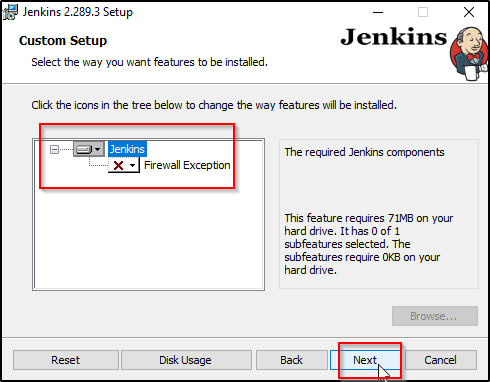 Jenkins 2.289.3 Setup
Custom Setup
Select the way you want features to be installed.
Jenkins
Click the icons in the tree below to change the way features will be installed.
Jenkins
Firewall Exception
The required Jenkins components
This feature requires 71MB on your
hard drive. It has 0 of 1
subfeatures selected. The
subfeatures require 0KB on your
hard drive.
Browse...
Reset
Disk Usage
Back
Next
Cancel